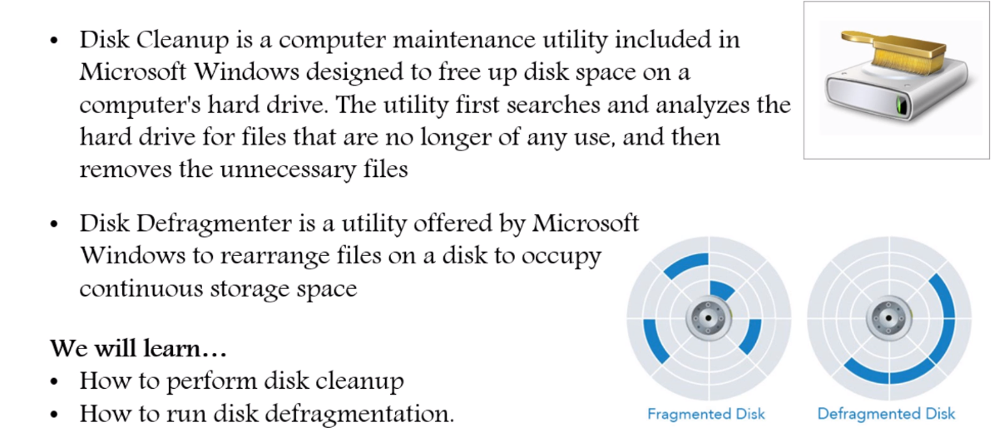 • Disk Cleanup is a computer maintenance utility included in
Microsoft Windows designed to free up disk space on a
computer's hard drive. The utility first searches and analyzes the
hard drive for files that are no longer of any use, and then
removes the unnecessary files
• Disk Defragmenter is a utility offered by Microsoft
Windows to rearrange files on a disk to occupy
continuous storage space
We will learn...
• How to perform disk cleanup
• How to run disk defragmentation.
Fragmented Disk
Defragmented Disk